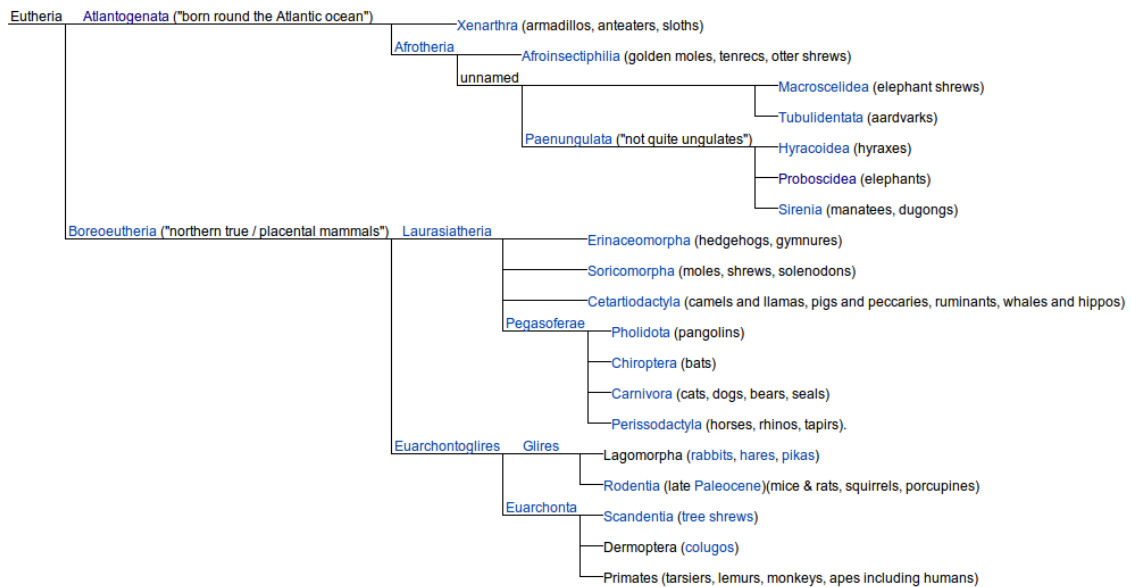 Eutheria Atlantogenata ("born round the Atlantic ocean")
Xenarthra (armadillos, anteaters, sloths)
Afrotheria
Afroinsectiphilia (golden moles, tenrecs, otter shrews)
unnamed
Macroscelidea (elephant shrews)
Tubulidentata (aardvarks)
Paenungulata ("not quite ungulates")
Hyracoidea (hyraxes)
Proboscidea (elephants)
Sirenia (manatees, dugongs)
Boreoeutheria ("northern true / placental mammals") Laurasiatheria
Erinaceomorpha (hedgehogs, gymnures)
Soricomorpha (moles, shrews, solenodons)
Cetartiodactyla (camels and llamas, pigs and peccaries, ruminants, whales and hippos)
Pegasoferae
Pholidota (pangolins)
Chiroptera (bats)
Carnivora (cats, dogs, bears, seals)
Perissodactyla (horses, rhinos, tapirs).
Euarchontoglires Glires
Lagomorpha (rabbits, hares, pikas)
Rodentia (late Paleocene)(mice & rats, squirrels, porcupines)
Euarchonta
Scandentia (tree shrews)
Dermoptera (colugos)
Primates (tarsiers, lemurs, monkeys, apes including humans)